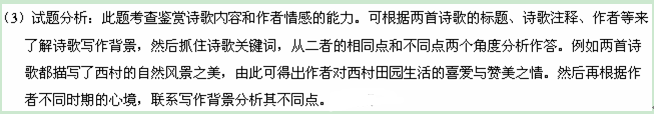 (3) 试题分析:此题考查鉴赏诗歌内容和作者情感的能力。可根据两首诗歌的标题、诗歌注释、作者等来
了解诗歌写作背景,然后抓住诗歌关键词,从二者的相同点和不同点两个角度分析作答。例如两首诗
歌都描写了西村的自然风景之美,由此可得出作者对西村田园生活的喜爱与赞美之情。然后再根据作
者不同时期的心境,联系写作背景分析其不同点。